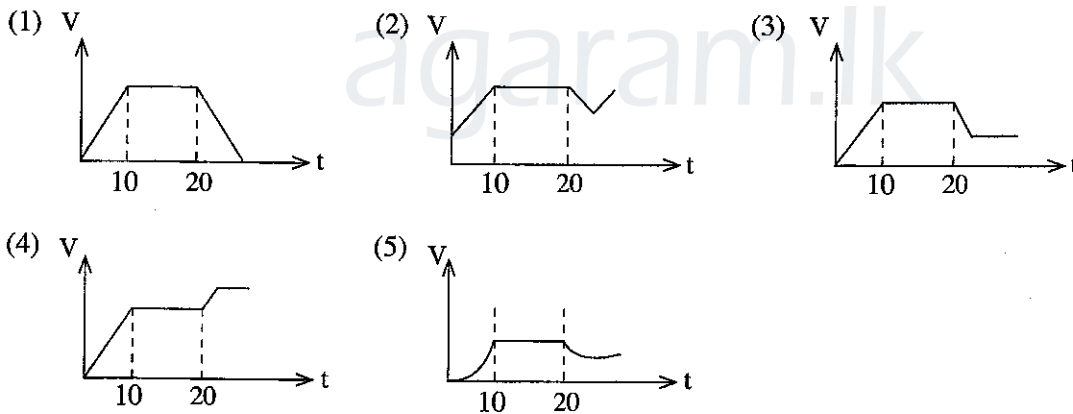 agaram.lk
(1) V (2) V (3) V
t t t
10 20 10 20 10 20
(4) V (5) V
t t
10 20 10 20